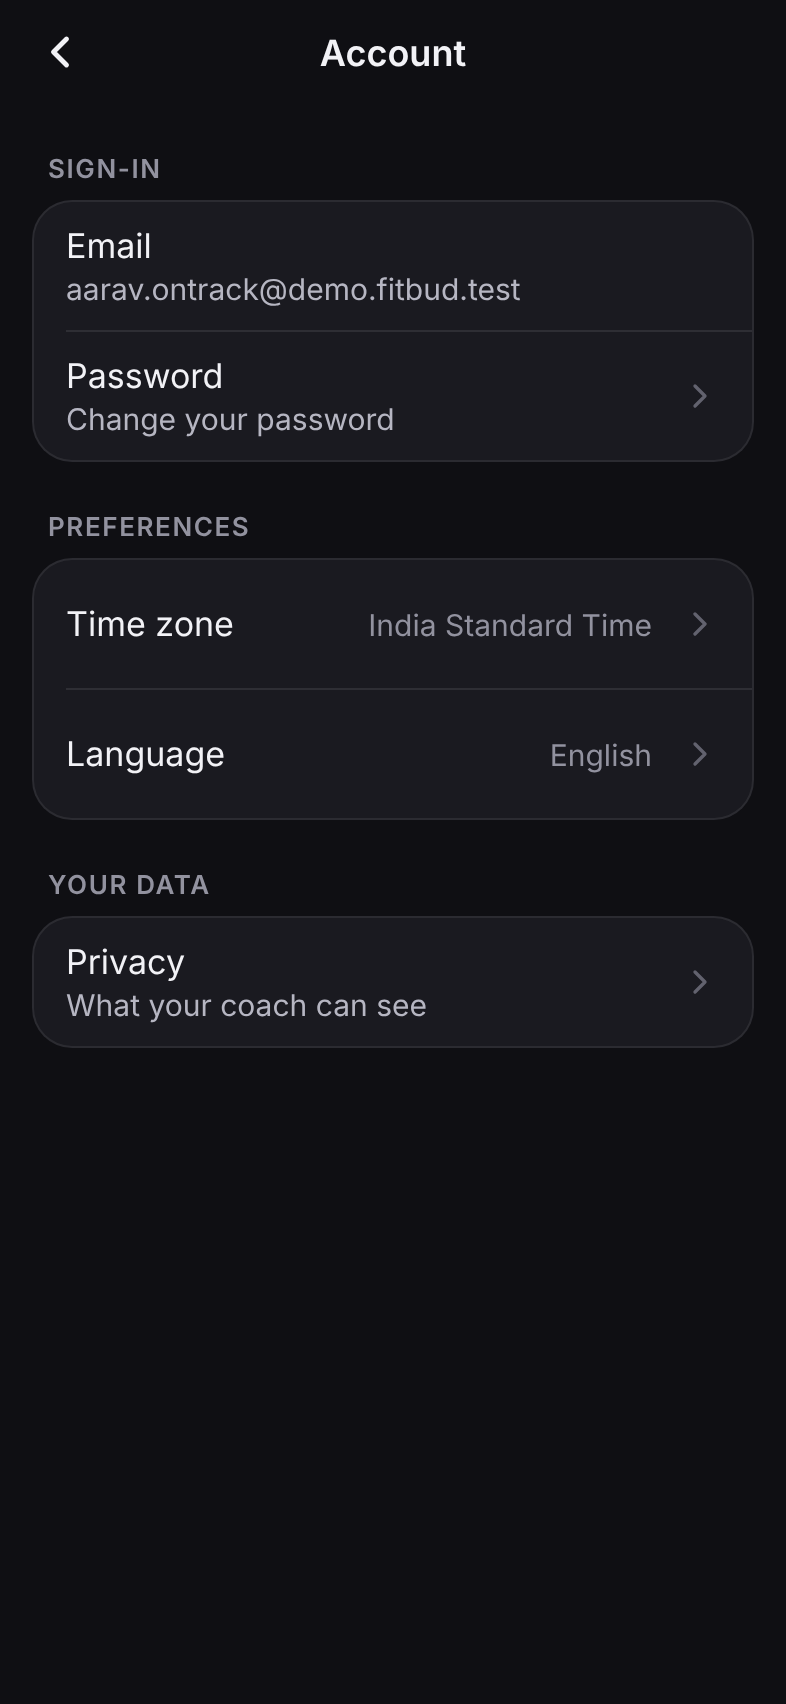 Account
SIGN-IN
Email
aarav.ontrack@demo.fitbud.test
Password
Change your password
PREFERENCES
Time zone
India Standard Time
Language
English
YOUR DATA
Privacy
What your coach can see